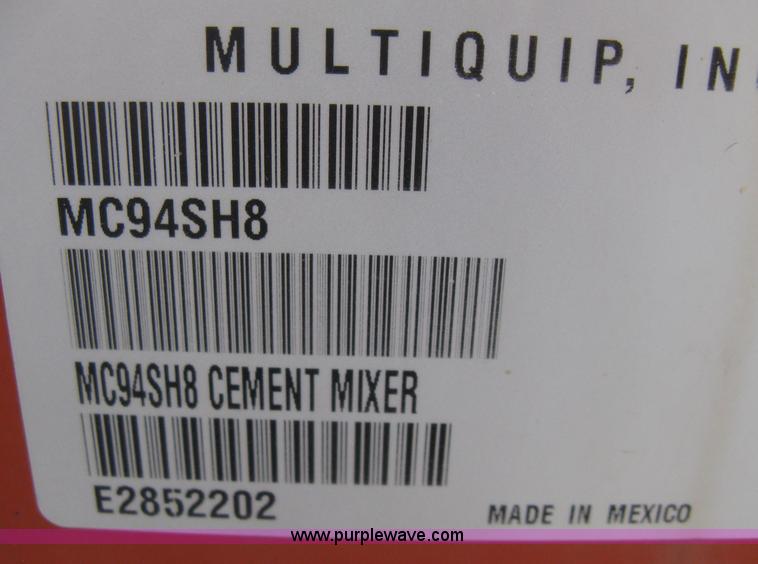 MULTIQUIP, IN
MC94SH8
MC94SH8 CEMENT MIXER
E2852202
MADE IN MEXICO
www.purplewave.com